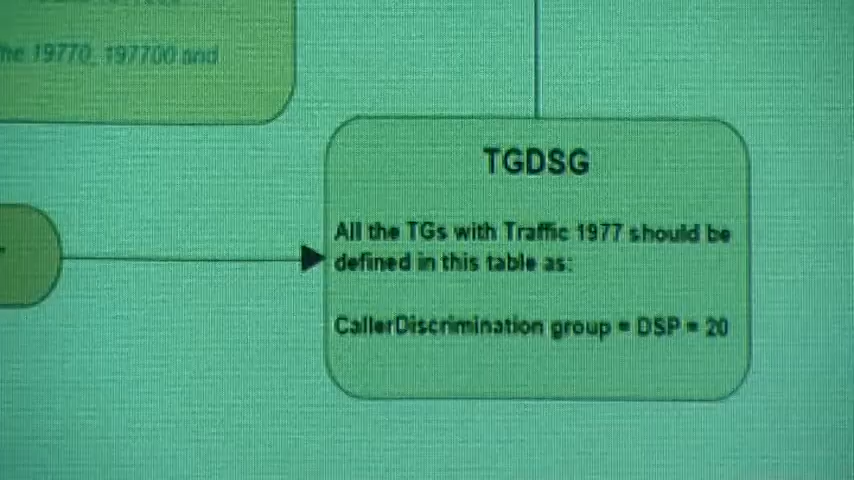 19770, 197700 and
TGDSG
All the TGs with Traffic 1977 should be
defined in this table as:
CallerDiscrimination group = DSP = 20